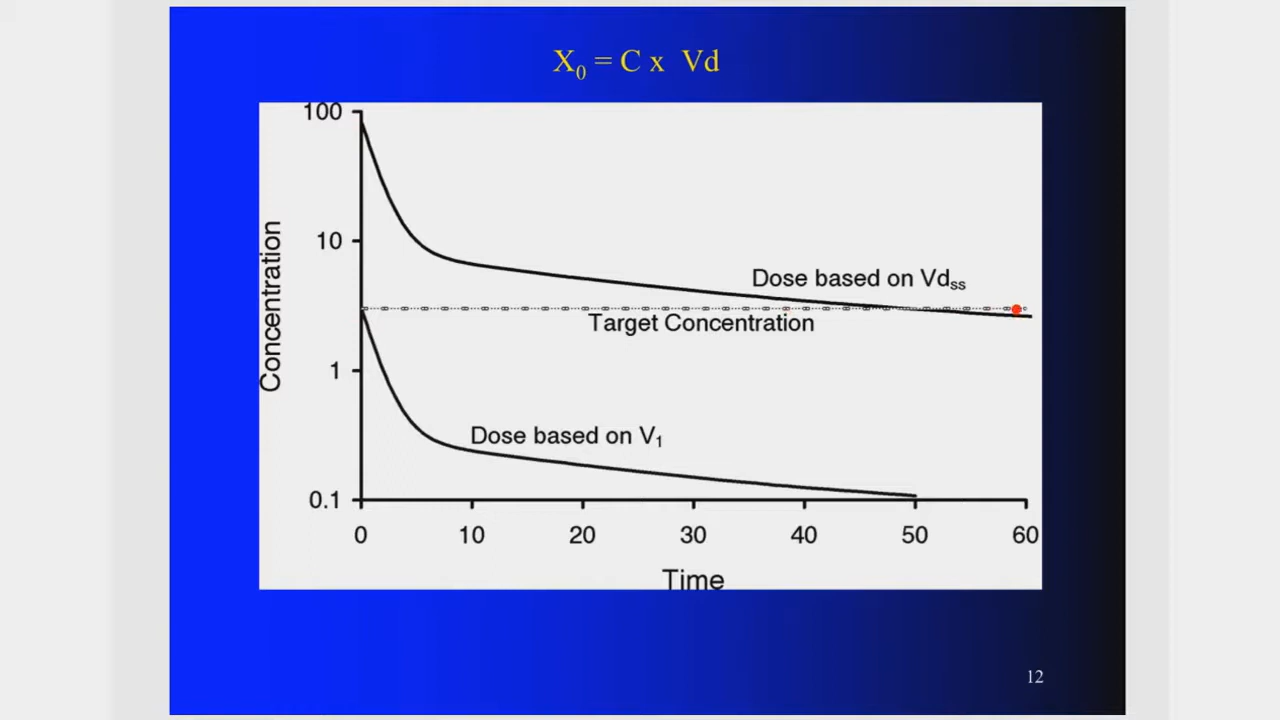 X₀ = C x Vd
100
10
1
0.1
Concentration
Dose based on Vdss
Target Concentration
Dose based on V₁
0 10 20 30 40 50 60
Time
12